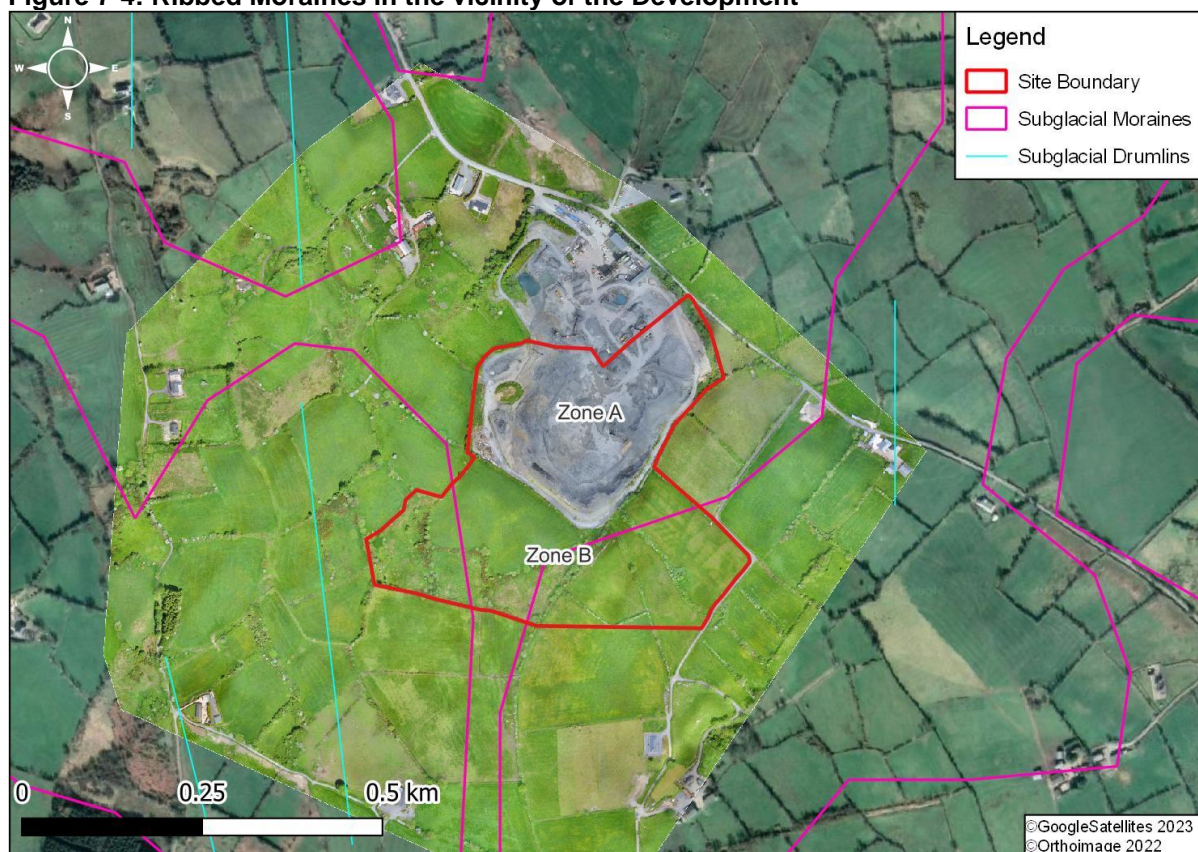 Figure 7-4: Ribbed Moraines in the vicinity of the Development
N
W E
S
Legend
Site Boundary
Subglacial Moraines
Subglacial Drumlins
Zone A
Zone B
0 0.25 0.5 km
©GoogleSatellites 2023
©Orthoimage 2022